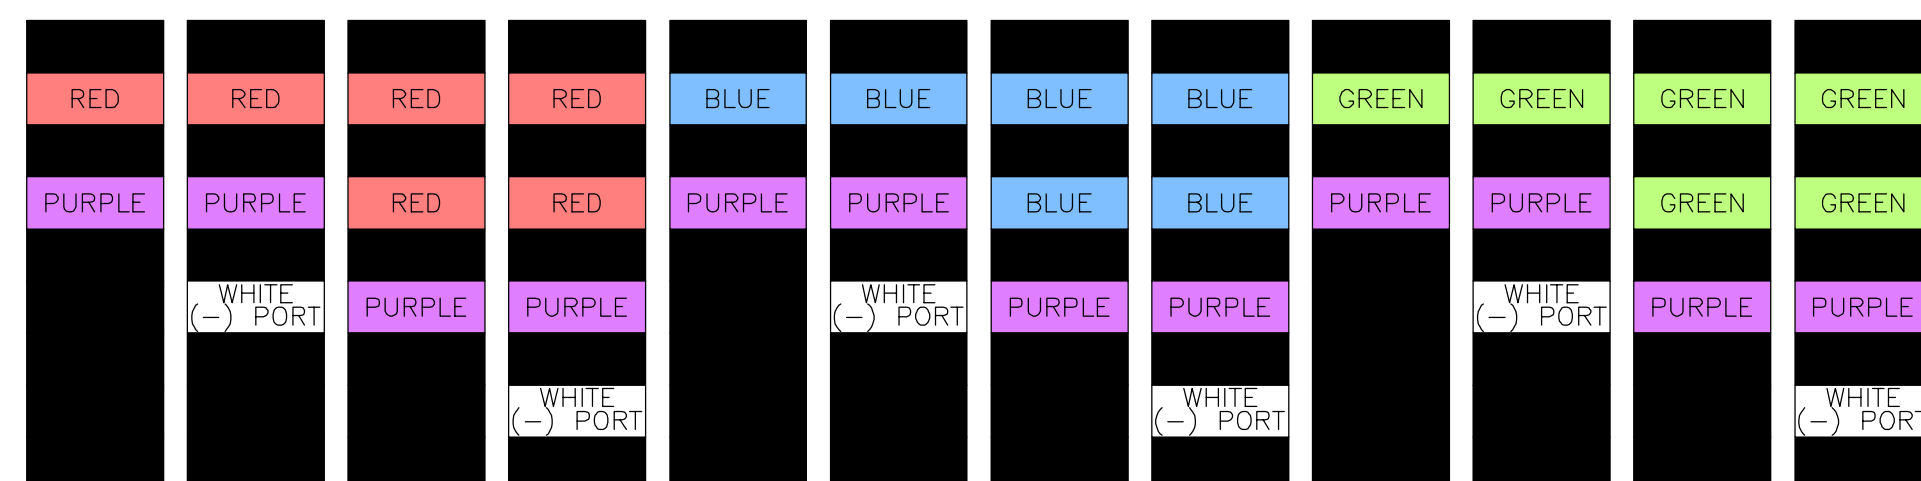 RED RED RED RED BLUE BLUE BLUE BLUE GREEN GREEN GREEN GREEN
PURPLE PURPLE RED RED PURPLE PURPLE BLUE BLUE PURPLE PURPLE GREEN GREEN
WHITE PURPLE PURPLE WHITE PURPLE PURPLE WHITE PURPLE PURPLE
(-) PORT (-) PORT (-) PORT
WHITE WHITE WHITE
(-) PORT (-) PORT (-) PORT